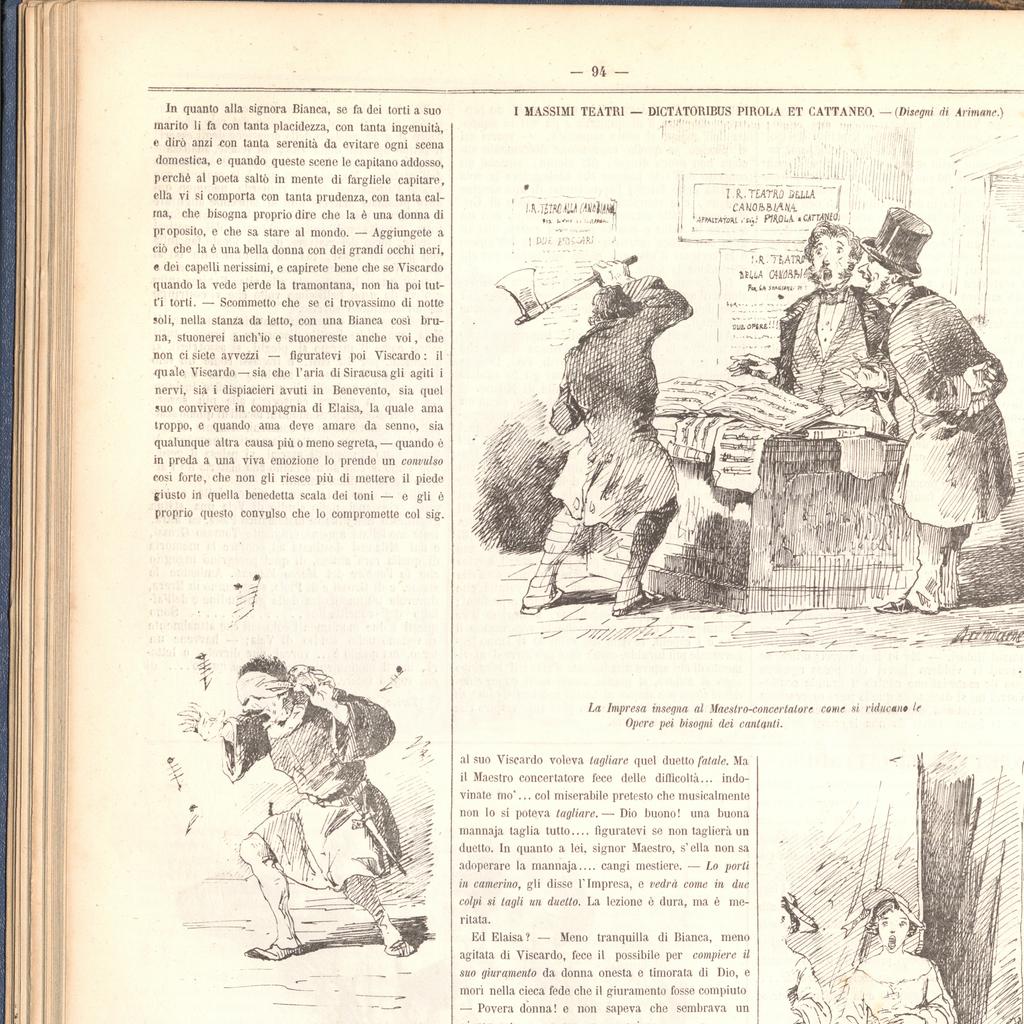 — 94 —
In quanto alla signora Bianca, se fa dei torti a suo
marito li fa con tanta placidezza, con tanta ingenuità,
e dirò anzi con tanta serenità da evitare ogni scena
domestica, e quando queste scene le capitano addosso,
perchè al poeta saltò in mente di fargliele capitare,
ella vi si comporta con tanta prudenza, con tanta cal-
ma, che bisogna proprio dire che la è una donna di
proposito, e che sa stare al mondo. — Aggiungete a
ciò che la è una bella donna con dei grandi occhi neri,
e dei capelli nerissimi, e capirete bene che se Viscardo
quando la vede perde la tramontana, non ha poi tut-
t'i torti. — Scommetto che se ci trovassimo di notte
soli, nella stanza da letto, con una Bianca così bru-
na, stuonerei anch'io e stuonereste anche voi, che
non ci siete avvezzi — figuratevi poi Viscardo: il
quale Viscardo — sia che l'aria di Siracusa gli agiti i
nervi, sia i dispiacieri avuti in Benevento, sia quel
suo convivere in compagnia di Elaisa, la quale ama
troppo, e quando ama deve amare da senno, sia
qualunque altra causa più o meno segreta, — quando è
in preda a una viva emozione lo prende un convulso
così forte, che non gli riesce più di mettere il piede
giusto in quella benedetta scala dei toni — e gli è
proprio questo convulso che lo compromette col sig.
I MASSIMI TEATRI — DICTATORIBUS PIROLA ET CATTANEO. — (Disegni di Arimane.)
I.R. TETRO ALLA CANOBIANA
I DUE FOSCARI
I. R. TEATRO DELLA
CANOBBIANA
APPALTATORI i sig.i PIROLA e CATTANEO
I.R. TEATRO
DELLA CANOBBI
PER LA STAGIONE DI
DUE OPERE!!!
Arimane
La Impresa insegna al Maestro-concertatore come si riducano le
Opere pei bisogni dei cantanti.
al suo Viscardo voleva tagliare quel duetto fatale. Ma
il Maestro concertatore fece delle difficoltà... indo-
vinate mo'... col miserabile pretesto che musicalmente
non lo si poteva tagliare. — Dio buono! una buona
mannaja taglia tutto.... figuratevi se non taglierà un
duetto. In quanto a lei, signor Maestro, s'ella non sa
adoperare la mannaja.... cangi mestiere. — Lo porti
in camerino, gli disse l'Impresa, e vedrà come in due
colpi si tagli un duetto. La lezione è dura, ma è me-
ritata.
Ed Elaisa? — Meno tranquilla di Bianca, meno
agitata di Viscardo, fece il possibile per compiere il
suo giuramento da donna onesta e timorata di Dio, e
morì nella cieca fede che il giuramento fosse compiuto
— Povera donna! e non sapeva che sembrava un